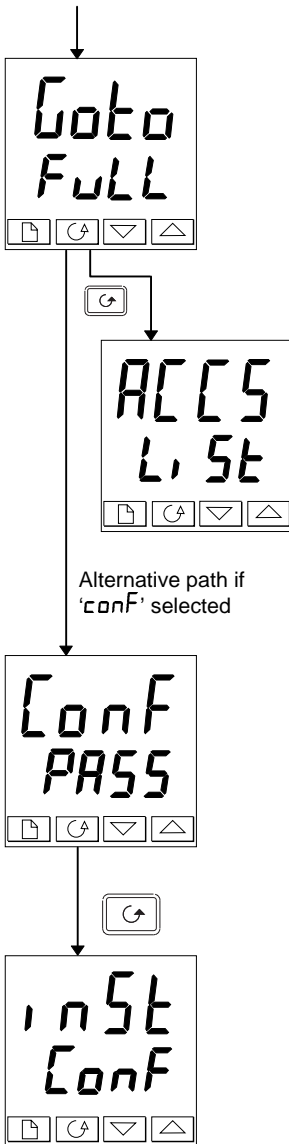 Goto
FuLL
ACCS
Li St
Alternative path if
‘conF’ selected
ConF
PASS
inSt
ConF